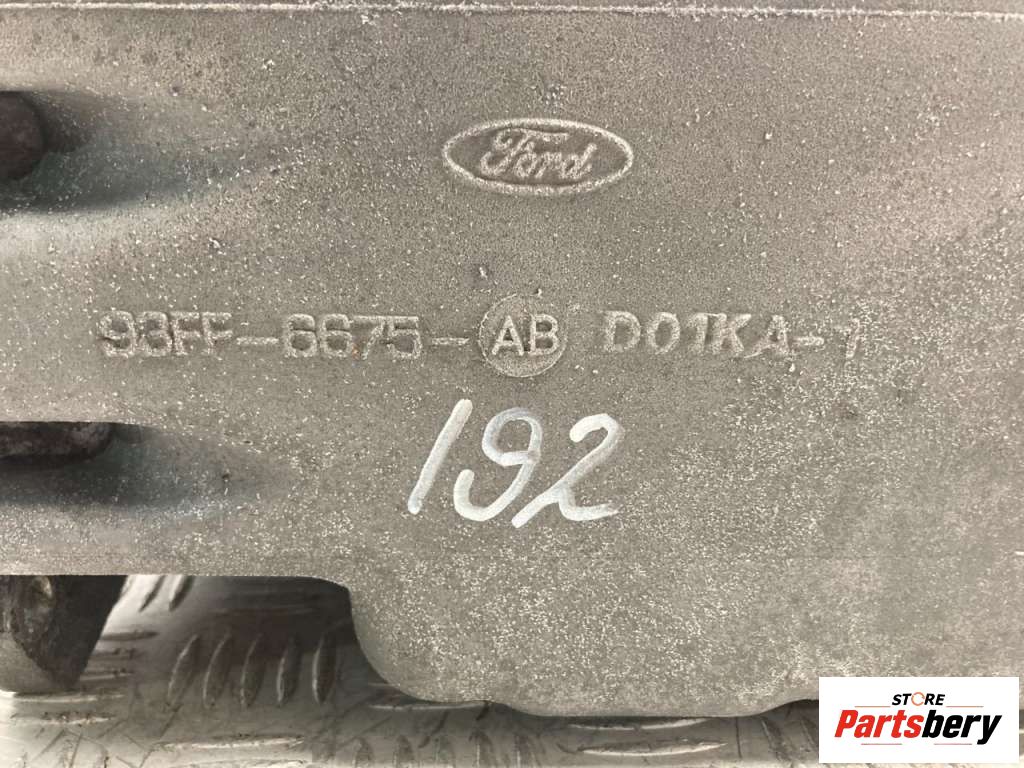 Ford
93FF-6675-AB D01KA-1
192
STORE
Partsbery